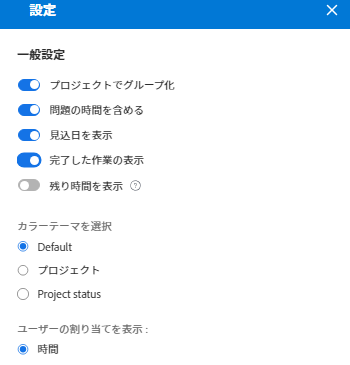 設定
一般設定
プロジェクトでグループ化
問題の時間を含める
見込日を表示
完了した作業の表示
残り時間を表示 ?
カラーテーマを選択
Default
プロジェクト
Project status
ユーザーの割り当てを表示 :
時間